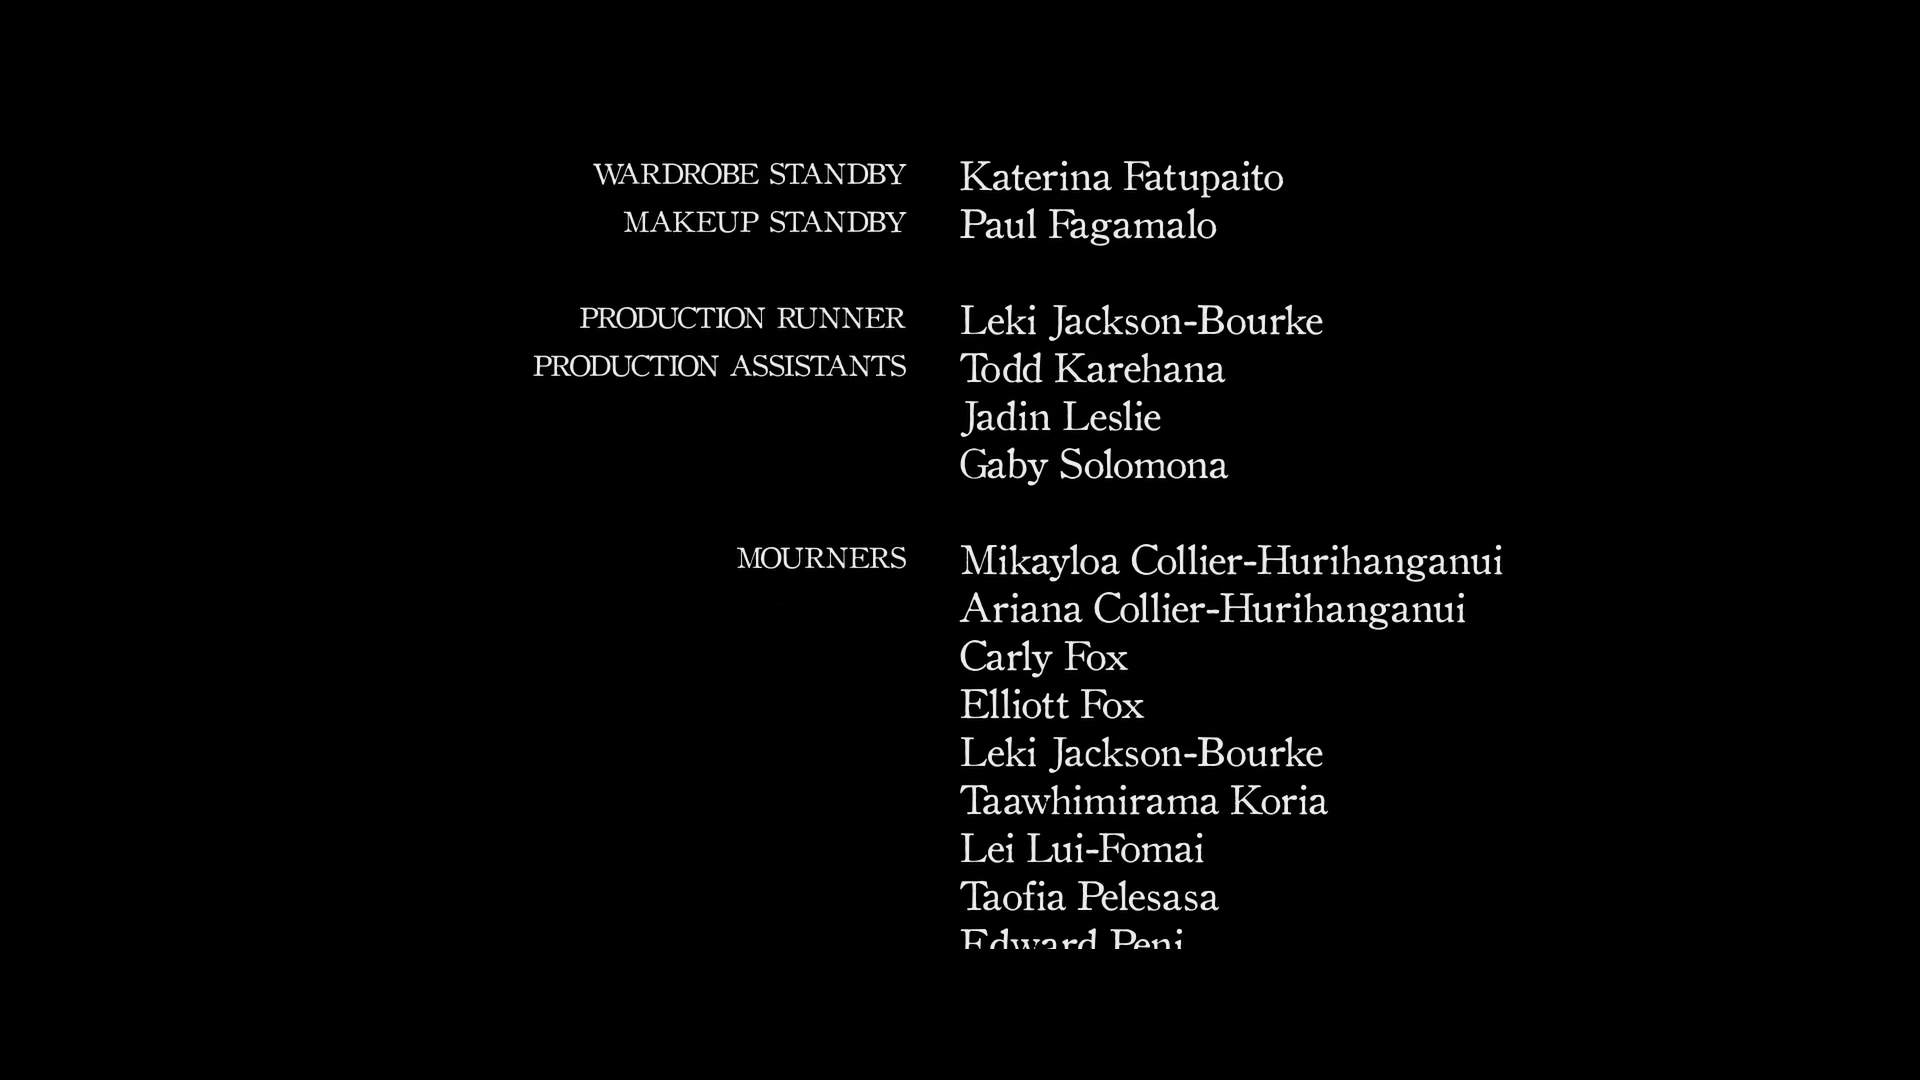 WARDROBE STANDBY Katerina Fatupaito
MAKEUP STANDBY Paul Fagamalo
PRODUCTION RUNNER Leki Jackson-Bourke
PRODUCTION ASSISTANTS Todd Karehana
Jadin Leslie
Gaby Solomona
MOURNERS Mikayloa Collier-Hurihanganui
Ariana Collier-Hurihanganui
Carly Fox
Elliott Fox
Leki Jackson-Bourke
Taawhimirama Koria
Lei Lui-Fomai
Taofia Pelesasa
Edward Peni